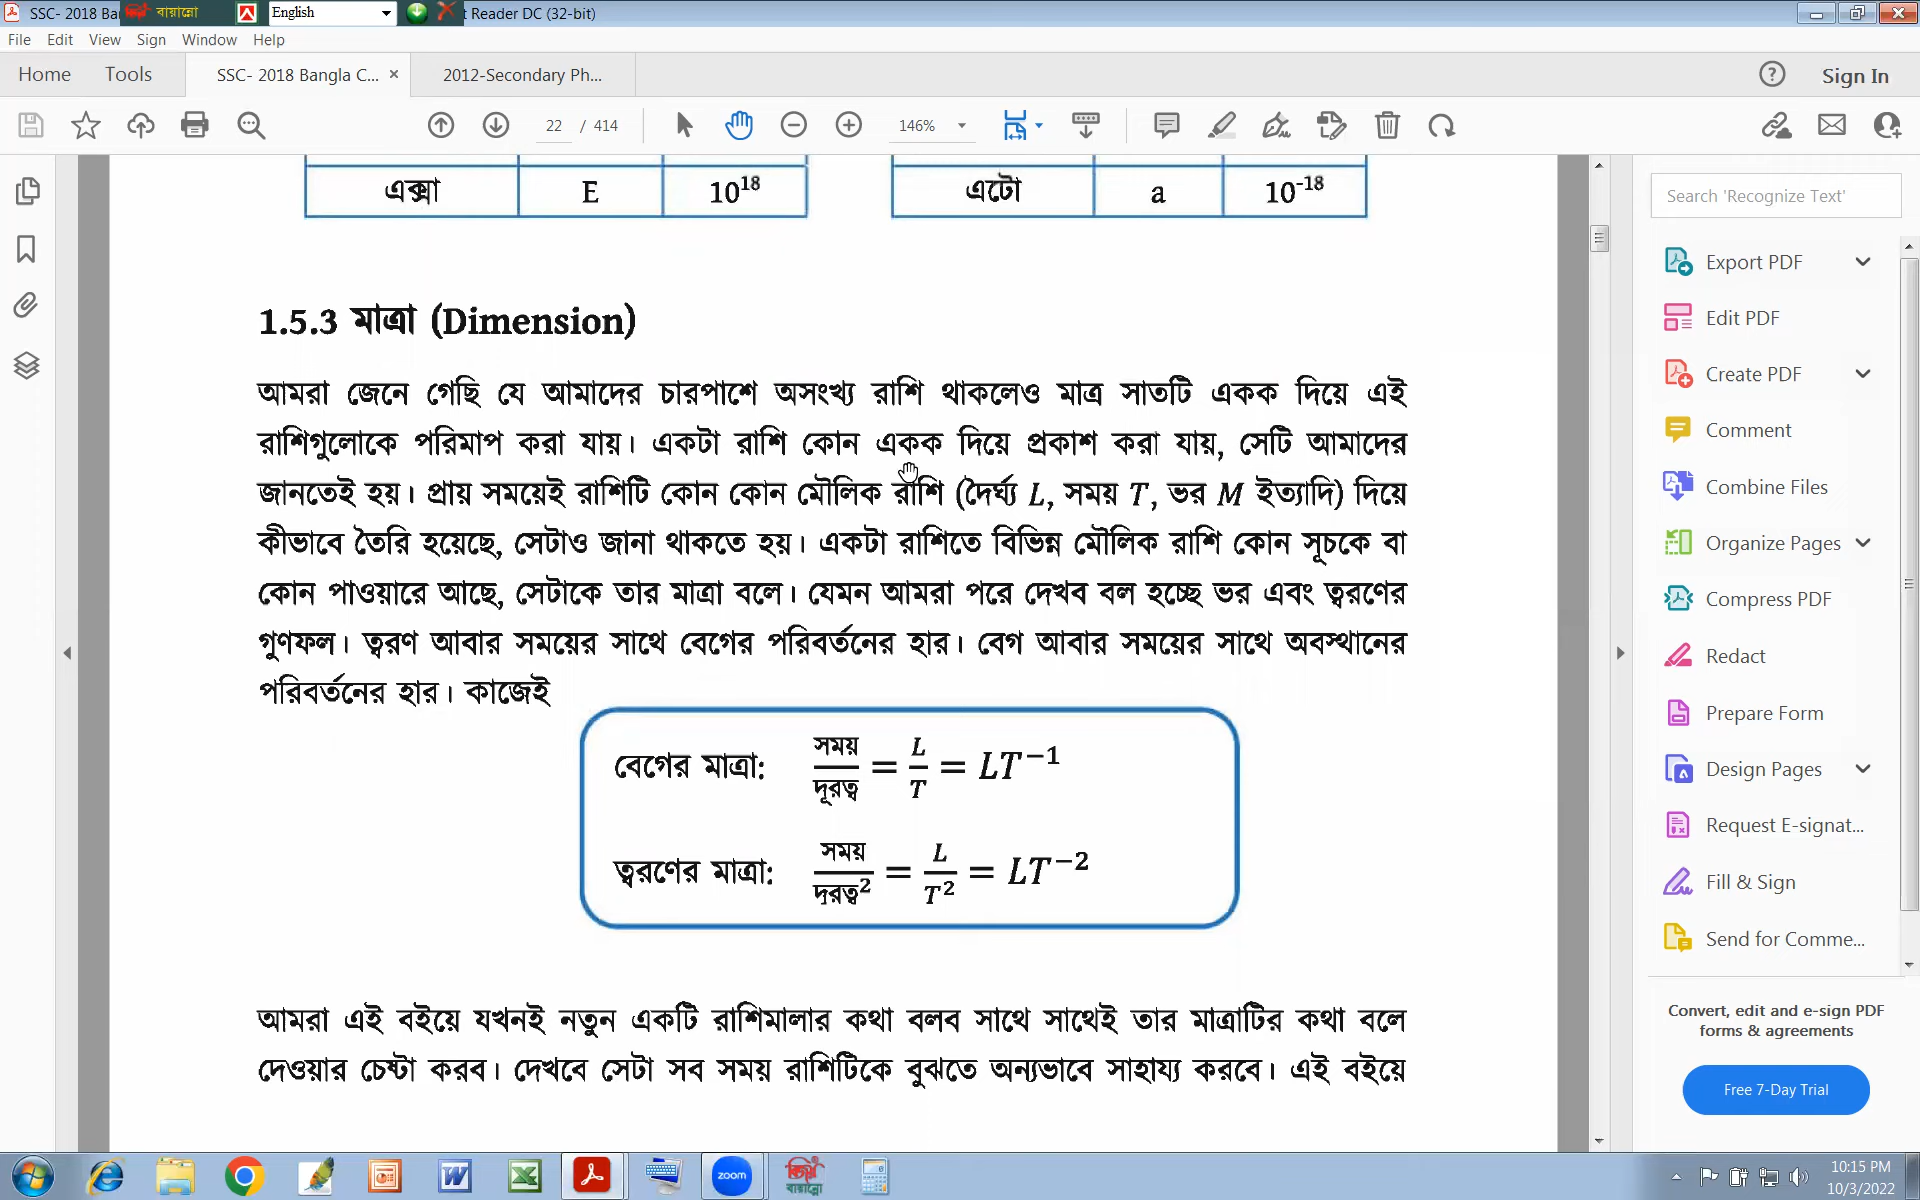 SSC- 2018 Ba বায়ান্নো English t Reader DC (32-bit)
File Edit View Sign Window Help
Home Tools SSC- 2018 Bangla C... × 2012-Secondary Ph... Sign In
22 / 414 146%
এক্সা E 10^18 এটো a 10^-18
1.5.3 মাত্রা (Dimension)
আমরা জেনে গেছি যে আমাদের চারপাশে অসংখ্য রাশি থাকলেও মাত্র সাতটি একক দিয়ে এই
রাশিগুলোকে পরিমাপ করা যায়। একটা রাশি কোন একক দিয়ে প্রকাশ করা যায়, সেটি আমাদের
জানতেই হয়। প্রায় সময়েই রাশিটি কোন কোন মৌলিক রাশি (দৈর্ঘ্য L, সময় T, ভর M ইত্যাদি) দিয়ে
কীভাবে তৈরি হয়েছে, সেটাও জানা থাকতে হয়। একটা রাশিতে বিভিন্ন মৌলিক রাশি কোন সূচকে বা
কোন পাওয়ারে আছে, সেটাকে তার মাত্রা বলে। যেমন আমরা পরে দেখব বল হচ্ছে ভর এবং ত্বরণের
গুণফল। ত্বরণ আবার সময়ের সাথে বেগের পরিবর্তনের হার। বেগ আবার সময়ের সাথে অবস্থানের
পরিবর্তনের হার। কাজেই
বেগের মাত্রা: সময়/দূরত্ব = L/T = LT^-1
ত্বরণের মাত্রা: সময়/দূরত্ব^2 = L/T^2 = LT^-2
আমরা এই বইয়ে যখনই নতুন একটি রাশিমালার কথা বলব সাথে সাথেই তার মাত্রাটির কথা বলে
দেওয়ার চেষ্টা করব। দেখবে সেটা সব সময় রাশিটিকে বুঝতে অন্যভাবে সাহায্য করবে। এই বইয়ে
Search 'Recognize Text'
Export PDF
Edit PDF
Create PDF
Comment
Combine Files
Organize Pages
Compress PDF
Redact
Prepare Form
Design Pages
Request E-signat...
Fill & Sign
Send for Comme...
Convert, edit and e-sign PDF
forms & agreements
Free 7-Day Trial
zoom
বায়ান্নো
10:15 PM
10/3/2022